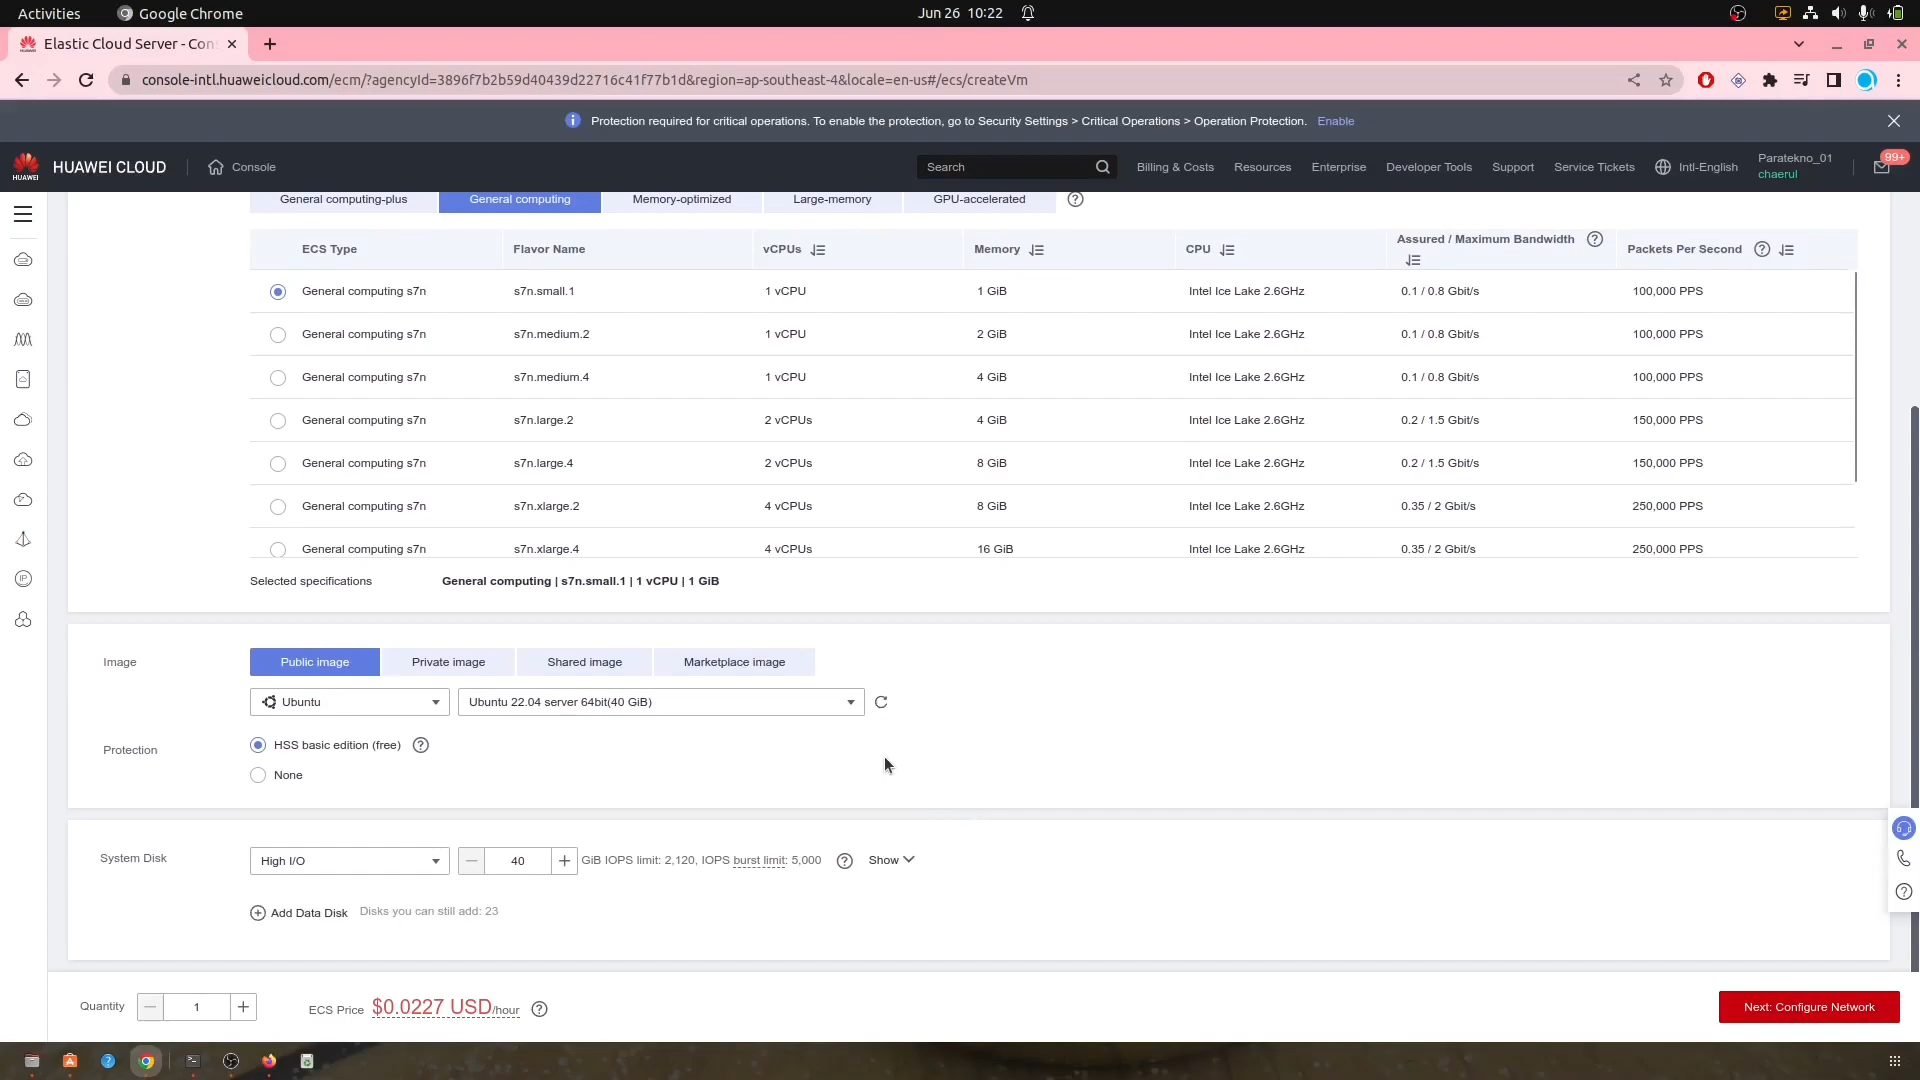 Activities
Google Chrome
Jun 26 10:22
Elastic Cloud Server - Con
console-intl.huaweicloud.com/ecm/?agencyId=3896f7b2b59d40439d22716c41f77b1d&region=ap-southeast-4&locale=en-us#/ecs/createVm
Protection required for critical operations. To enable the protection, go to Security Settings > Critical Operations > Operation Protection. Enable
HUAWEI
HUAWEI CLOUD
Console
Search
Billing & Costs
Resources
Enterprise
Developer Tools
Support
Service Tickets
Intl-English
Paratekno_01
chaerul
99+
General computing-plus
General computing
Memory-optimized
Large-memory
GPU-accelerated
ECS Type Flavor Name vCPUs Memory CPU Assured / Maximum Bandwidth Packets Per Second
General computing s7n s7n.small.1 1 vCPU 1 GiB Intel Ice Lake 2.6GHz 0.1 / 0.8 Gbit/s 100,000 PPS
General computing s7n s7n.medium.2 1 vCPU 2 GiB Intel Ice Lake 2.6GHz 0.1 / 0.8 Gbit/s 100,000 PPS
General computing s7n s7n.medium.4 1 vCPU 4 GiB Intel Ice Lake 2.6GHz 0.1 / 0.8 Gbit/s 100,000 PPS
General computing s7n s7n.large.2 2 vCPUs 4 GiB Intel Ice Lake 2.6GHz 0.2 / 1.5 Gbit/s 150,000 PPS
General computing s7n s7n.large.4 2 vCPUs 8 GiB Intel Ice Lake 2.6GHz 0.2 / 1.5 Gbit/s 150,000 PPS
General computing s7n s7n.xlarge.2 4 vCPUs 8 GiB Intel Ice Lake 2.6GHz 0.35 / 2 Gbit/s 250,000 PPS
General computing s7n s7n.xlarge.4 4 vCPUs 16 GiB Intel Ice Lake 2.6GHz 0.35 / 2 Gbit/s 250,000 PPS
Selected specifications General computing | s7n.small.1 | 1 vCPU | 1 GiB
Image
Public image
Private image
Shared image
Marketplace image
Ubuntu
Ubuntu 22.04 server 64bit(40 GiB)
Protection
HSS basic edition (free)
None
System Disk
High I/O
40
GiB IOPS limit: 2,120, IOPS burst limit: 5,000
Show
Add Data Disk
Disks you can still add: 23
Quantity
1
ECS Price $0.0227 USD/hour
Next: Configure Network
IP